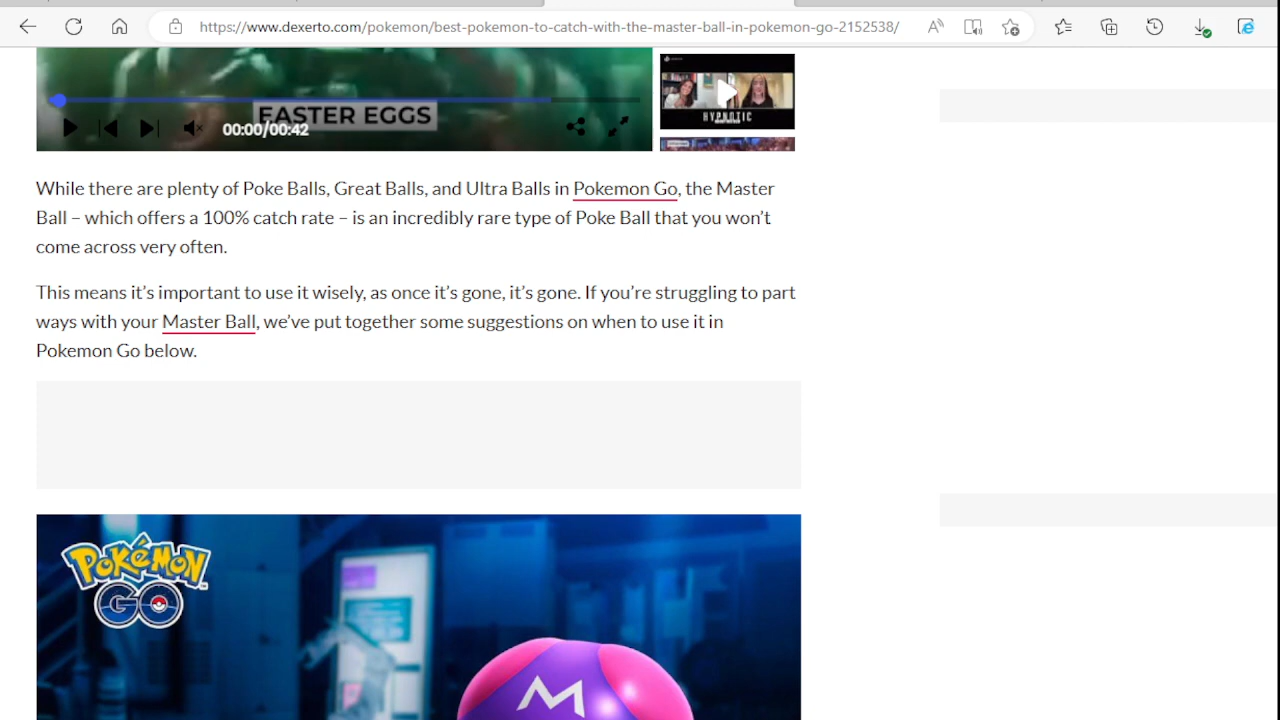 https://www.dexerto.com/pokemon/best-pokemon-to-catch-with-the-master-ball-in-pokemon-go-2152538/
EASTER EGGS
00:00/00:42
HYPNOTIC
While there are plenty of Poke Balls, Great Balls, and Ultra Balls in Pokemon Go, the Master
Ball – which offers a 100% catch rate – is an incredibly rare type of Poke Ball that you won’t
come across very often.
This means it’s important to use it wisely, as once it’s gone, it’s gone. If you’re struggling to part
ways with your Master Ball, we’ve put together some suggestions on when to use it in
Pokemon Go below.
POKéMON
GO
M